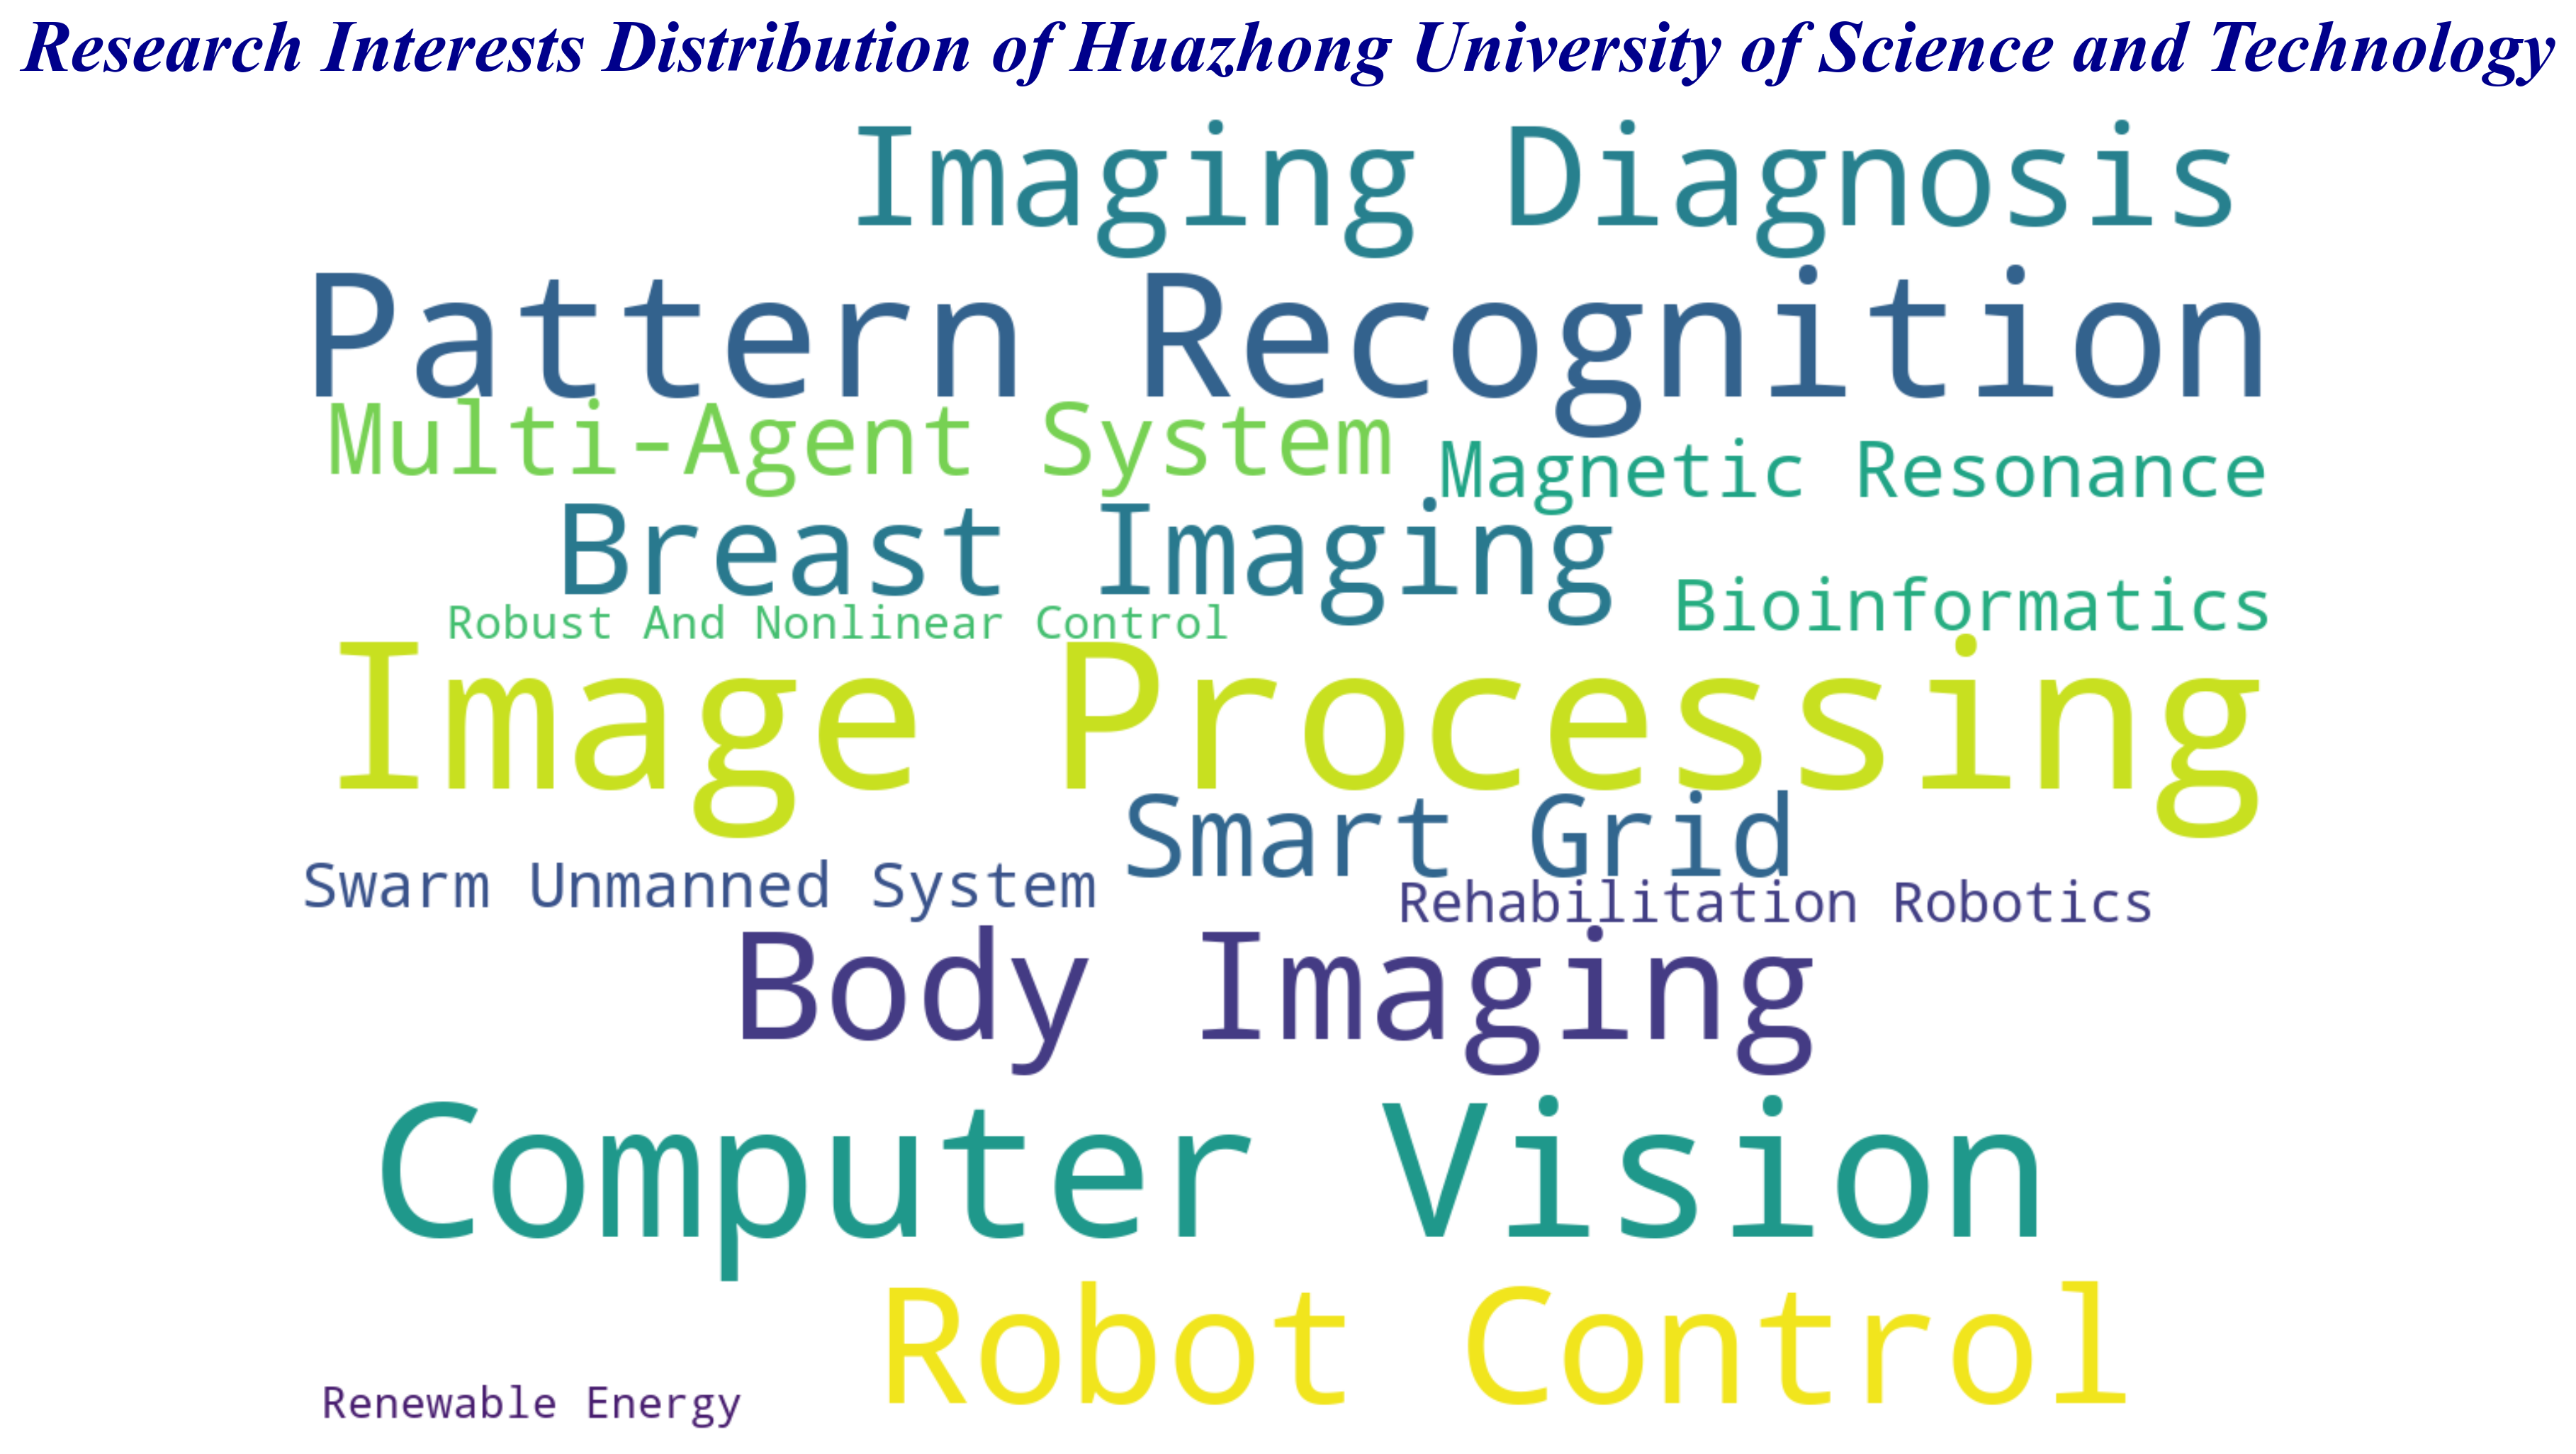 Research Interests Distribution of Huazhong University of Science and Technology
Imaging Diagnosis
Pattern Recognition
Multi-Agent System
Magnetic Resonance
Breast Imaging
Bioinformatics
Robust And Nonlinear Control
Image Processing
Smart Grid
Swarm Unmanned System
Rehabilitation Robotics
Body Imaging
Computer Vision
Robot Control
Renewable Energy